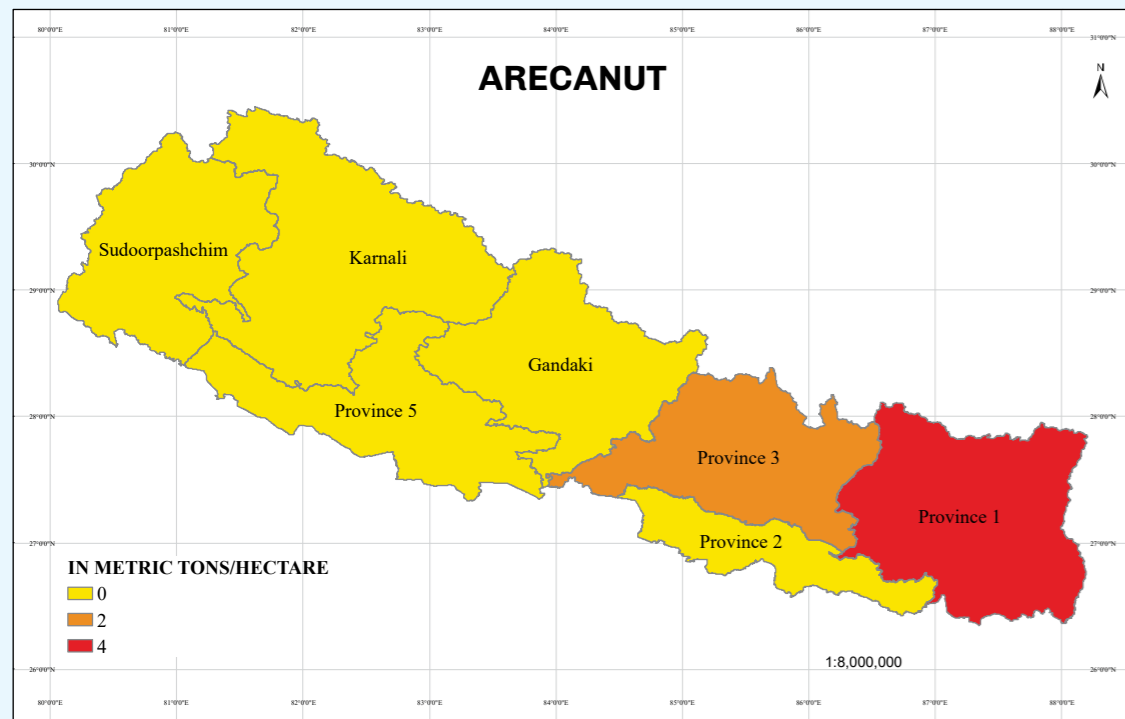 80°0'0"E 81°0'0"E 82°0'0"E 83°0'0"E 84°0'0"E 85°0'0"E 86°0'0"E 87°0'0"E 88°0'0"E
31°0'0"N
ARECANUT
N
30°0'0"N 30°0'0"N
Sudoorpashchim
Karnali
29°0'0"N 29°0'0"N
Gandaki
Province 5
28°0'0"N 28°0'0"N
Province 3
Province 1
Province 2
27°0'0"N 27°0'0"N
IN METRIC TONS/HECTARE
0
2
4
1:8,000,000
26°0'0"N 26°0'0"N
80°0'0"E 81°0'0"E 82°0'0"E 83°0'0"E 84°0'0"E 85°0'0"E 86°0'0"E 87°0'0"E 88°0'0"E